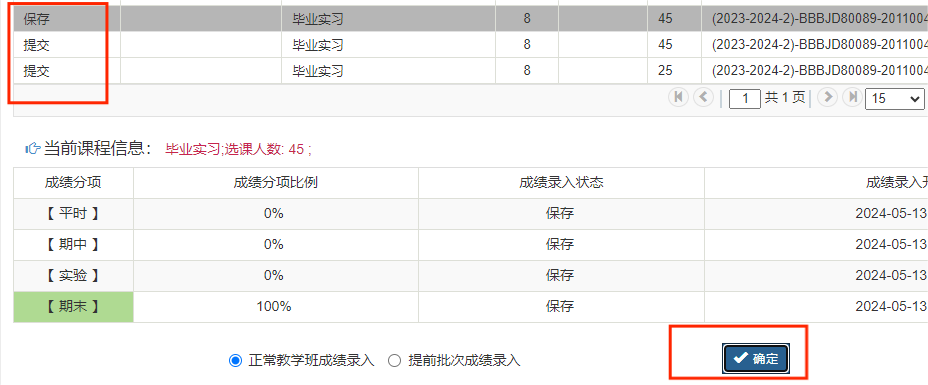 保存 毕业实习 8 45 (2023-2024-2)-BBBJD80089-2011004
提交 毕业实习 8 45 (2023-2024-2)-BBBJD80089-2011004
提交 毕业实习 8 25 (2023-2024-2)-BBBJD80089-2011004
1 共 1 页 15
当前课程信息： 毕业实习;选课人数: 45 ;
成绩分项 成绩分项比例 成绩录入状态 成绩录入开
【 平时 】 0% 保存 2024-05-13
【 期中 】 0% 保存 2024-05-13
【 实验 】 0% 保存 2024-05-13
【 期末 】 100% 保存 2024-05-13
正常教学班成绩录入 提前批次成绩录入 确定